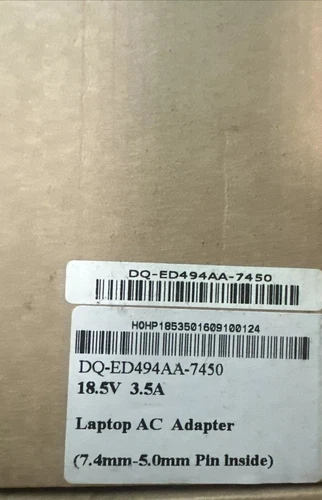 DQ-ED494AA-7450
H0HP1853501609100124
DQ-ED494AA-7450
18.5V 3.5A
Laptop AC Adapter
(7.4mm-5.0mm Pin Inside)